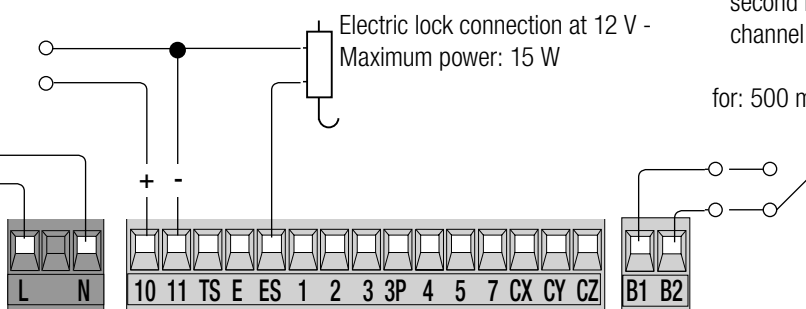 Electric lock connection at 12 V -
Maximum power: 15 W
second
channel
for: 500
+ -
L N 10 11 TS E ES 1 2 3 3P 4 5 7 CX CY CZ B1 B2